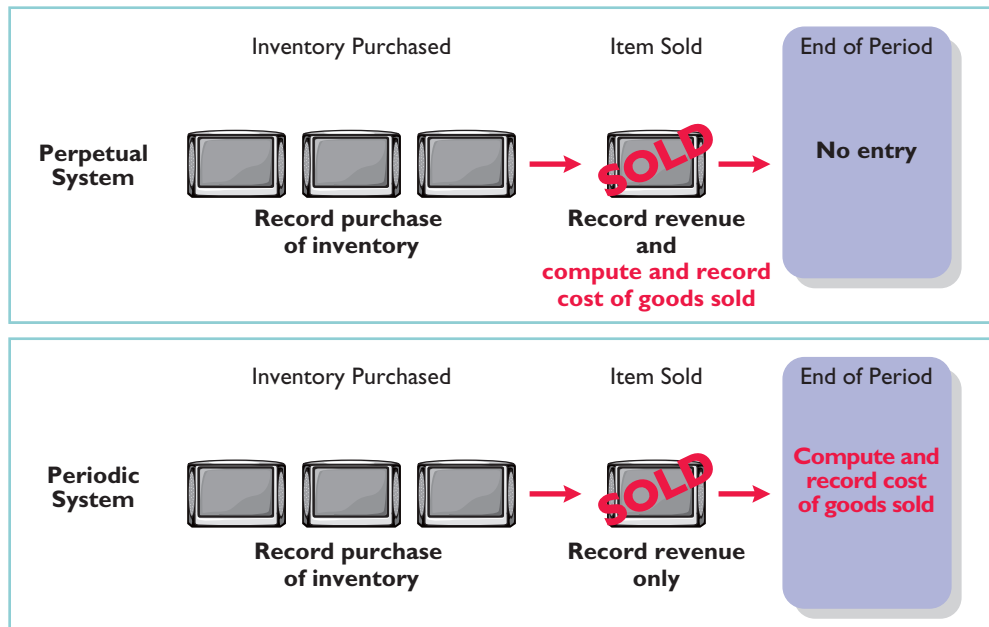 Inventory Purchased
Item Sold
End of Period
Perpetual
System
SOLD
No entry
Record purchase
of inventory
Record revenue
and
compute and record
cost of goods sold
Inventory Purchased
Item Sold
End of Period
Periodic
System
SOLD
Compute and
record cost
of goods sold
Record purchase
of inventory
Record revenue
only